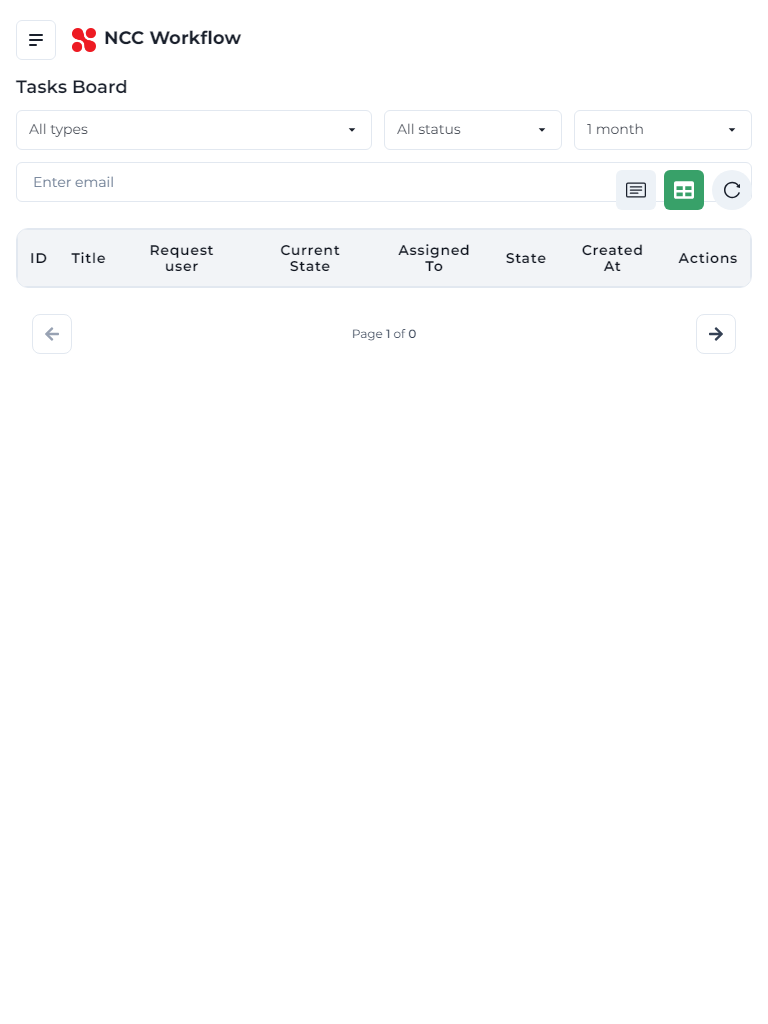 NCC Workflow
Tasks Board
All types
All status
1 month
Enter email
ID
Title
Request
user
Current
State
Assigned
To
State
Created
At
Actions
Page 1 of 0